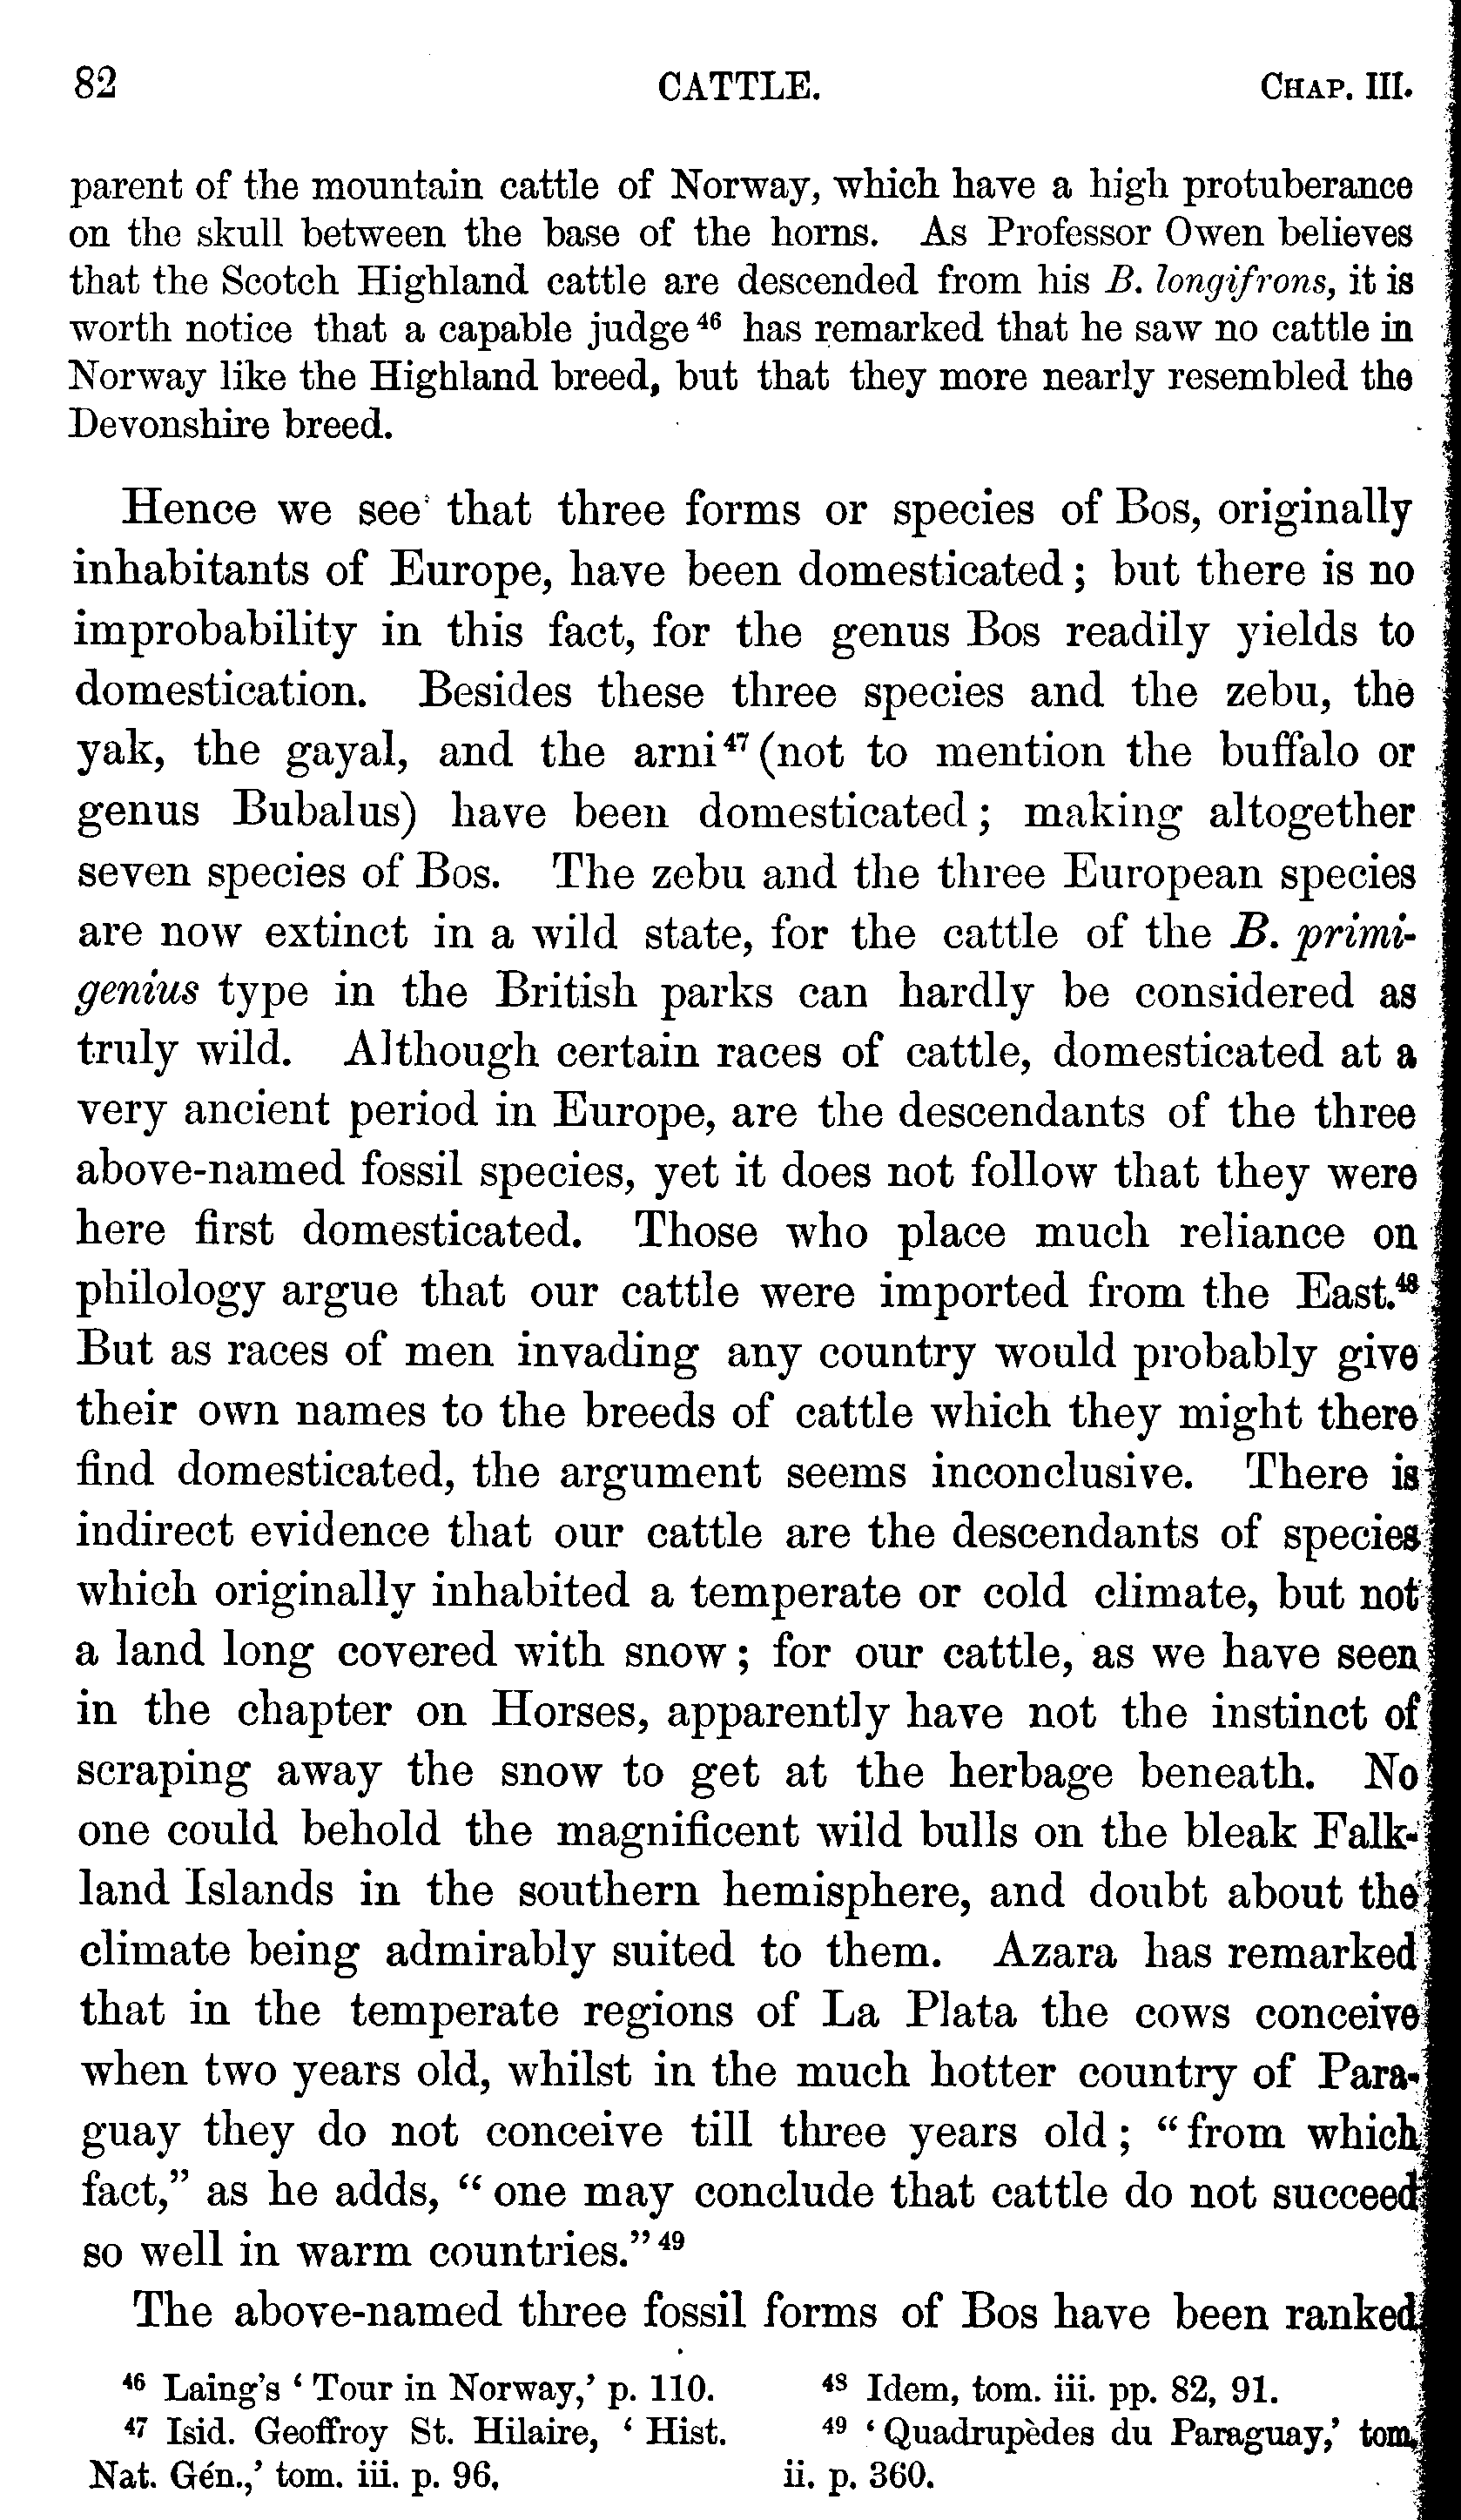 82 CATTLE. CHAP. III.
parent of the mountain cattle of Norway, which have a high protuberance
on the skull between the base of the horns. As Professor Owen believes
that the Scotch Highland cattle are descended from his B. longifrons, it is
worth notice that a capable judge⁴⁶ has remarked that he saw no cattle in
Norway like the Highland breed, but that they more nearly resembled the
Devonshire breed.
Hence we see that three forms or species of Bos, originally
inhabitants of Europe, have been domesticated; but there is no
improbability in this fact, for the genus Bos readily yields to
domestication. Besides these three species and the zebu, the
yak, the gayal, and the arni⁴⁷ (not to mention the buffalo or
genus Bubalus) have been domesticated; making altogether
seven species of Bos. The zebu and the three European species
are now extinct in a wild state, for the cattle of the B. primi-
genius type in the British parks can hardly be considered as
truly wild. Although certain races of cattle, domesticated at a
very ancient period in Europe, are the descendants of the three
above-named fossil species, yet it does not follow that they were
here first domesticated. Those who place much reliance on
philology argue that our cattle were imported from the East.⁴⁸
But as races of men invading any country would probably give
their own names to the breeds of cattle which they might there
find domesticated, the argument seems inconclusive. There is
indirect evidence that our cattle are the descendants of species
which originally inhabited a temperate or cold climate, but not
a land long covered with snow; for our cattle, as we have seen
in the chapter on Horses, apparently have not the instinct of
scraping away the snow to get at the herbage beneath. No
one could behold the magnificent wild bulls on the bleak Falk-
land Islands in the southern hemisphere, and doubt about the
climate being admirably suited to them. Azara has remarked
that in the temperate regions of La Plata the cows conceive
when two years old, whilst in the much hotter country of Para-
guay they do not conceive till three years old; "from which
fact," as he adds, "one may conclude that cattle do not succeed
so well in warm countries."⁴⁹
The above-named three fossil forms of Bos have been ranked
⁴⁶ Laing's 'Tour in Norway,' p. 110.
⁴⁷ Isid. Geoffroy St. Hilaire, 'Hist.
Nat. Gén.,' tom. iii. p. 96.
⁴⁸ Idem, tom. iii. pp. 82, 91.
⁴⁹ 'Quadrupèdes du Paraguay,' tom.
ii. p. 360.